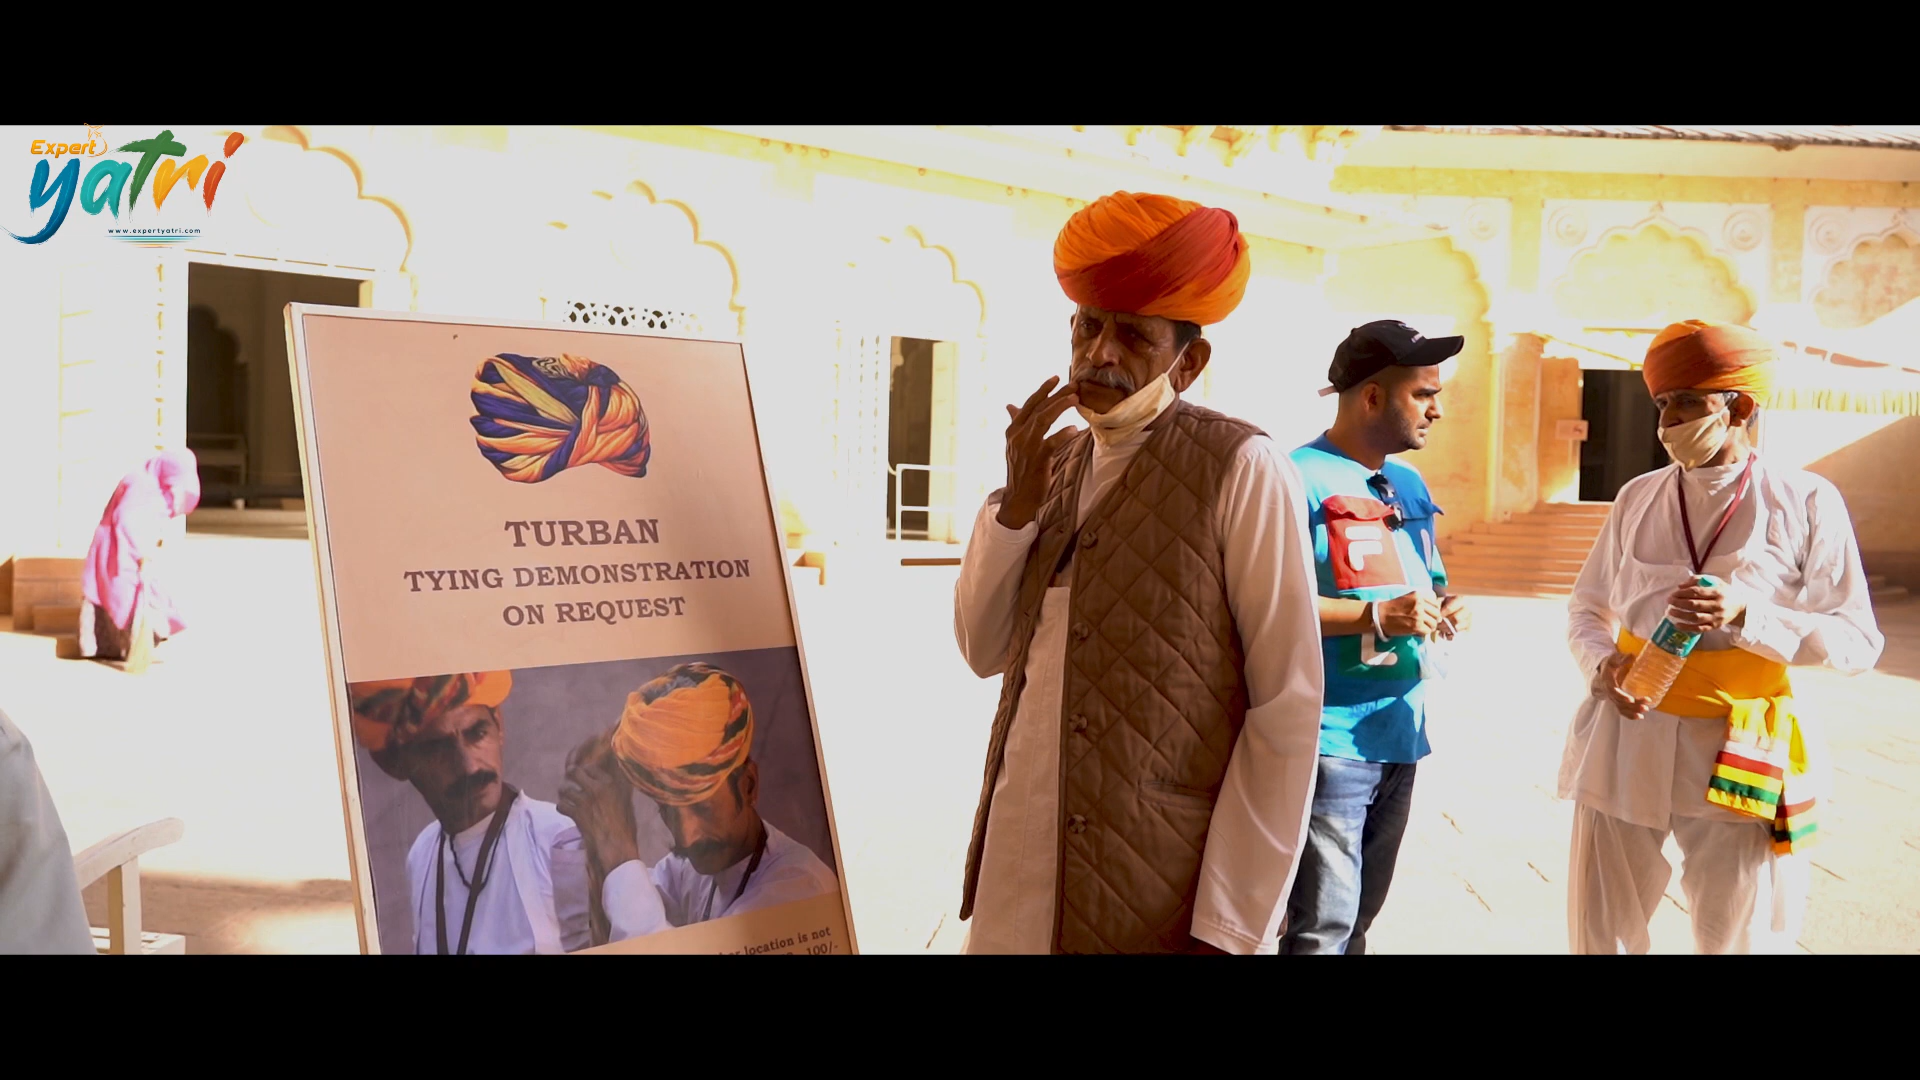 Expert
yatri
www.expertyatri.com
TURBAN
TYING DEMONSTRATION
ON REQUEST
location is not
100/-
F